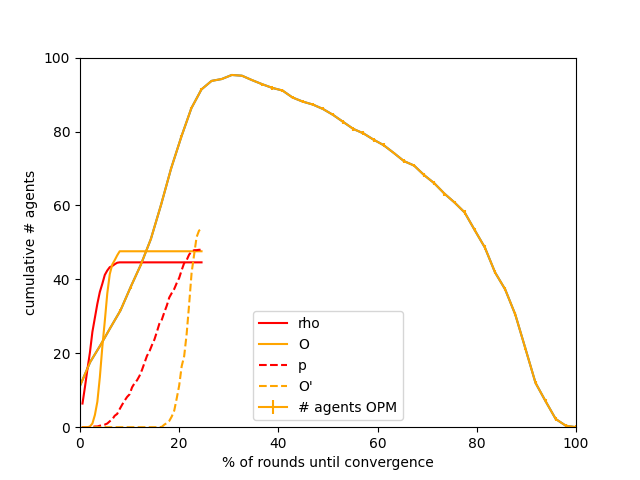 100
80
60
40
20
0
cumulative # agents
rho
O
p
O'
# agents OPM
0 20 40 60 80 100
% of rounds until convergence